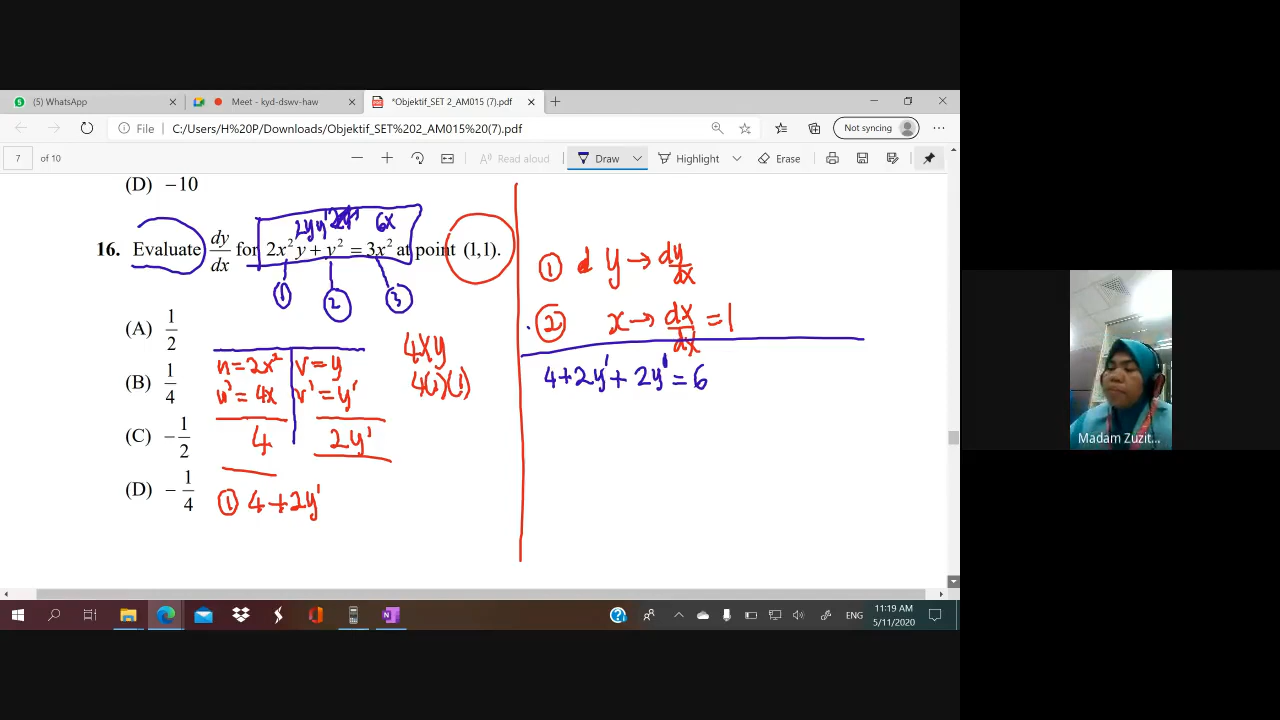 (5) WhatsApp
Meet - kyd-dswv-haw
*Objektif_SET 2_AM015 (7).pdf
File
C:/Users/H%20P/Downloads/Objektif_SET%202_AM015%20(7).pdf
Not syncing
7
of 10
Read aloud
Draw
Highlight
Erase
(D) −10
2yy' 6x
16. Evaluate dy/dx for 2x²y + y² = 3x² at point (1,1).
① ② ③
(A) 1/2
(B) 1/4
(C) −1/2
(D) −1/4
u = 2x² v = y
u' = 4x v' = y'
4 2y'
① 4 + 2y'
4xy
4(1)(1)
① y → dy/dx
② x → dx/dx = 1
4 + 2y' + 2y' = 6
Madam Zuzit...
ENG
11:19 AM
5/11/2020